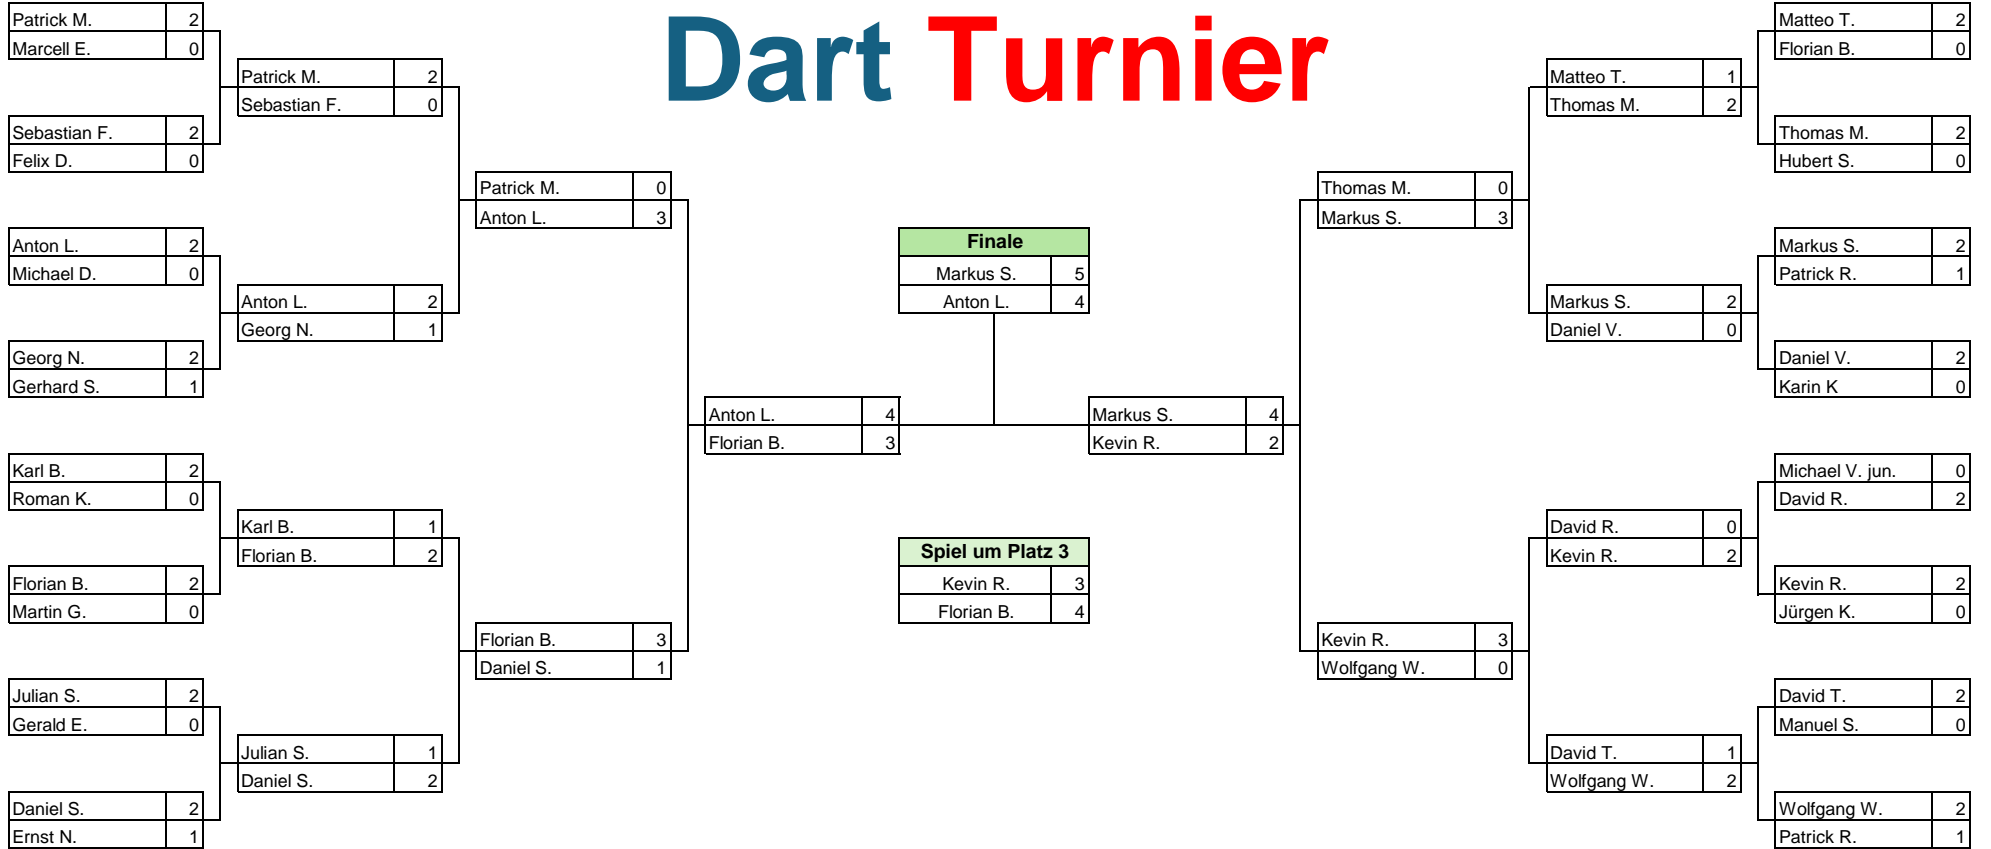 Dart Turnier
Patrick M. 2
Marcell E. 0
Sebastian F. 2
Felix D. 0
Anton L. 2
Michael D. 0
Georg N. 2
Gerhard S. 1
Karl B. 2
Roman K. 0
Florian B. 2
Martin G. 0
Julian S. 2
Gerald E. 0
Daniel S. 2
Ernst N. 1
Patrick M. 2
Sebastian F. 0
Anton L. 2
Georg N. 1
Karl B. 1
Florian B. 2
Julian S. 1
Daniel S. 2
Patrick M. 0
Anton L. 3
Florian B. 3
Daniel S. 1
Anton L. 4
Florian B. 3
Finale
Markus S. 5
Anton L. 4
Spiel um Platz 3
Kevin R. 3
Florian B. 4
Markus S. 4
Kevin R. 2
Thomas M. 0
Markus S. 3
Kevin R. 3
Wolfgang W. 0
Matteo T. 1
Thomas M. 2
Markus S. 2
Daniel V. 0
David R. 0
Kevin R. 2
David T. 1
Wolfgang W. 2
Matteo T. 2
Florian B. 0
Thomas M. 2
Hubert S. 0
Markus S. 2
Patrick R. 1
Daniel V. 2
Karin K 0
Michael V. jun. 0
David R. 2
Kevin R. 2
Jürgen K. 0
David T. 2
Manuel S. 0
Wolfgang W. 2
Patrick R. 1